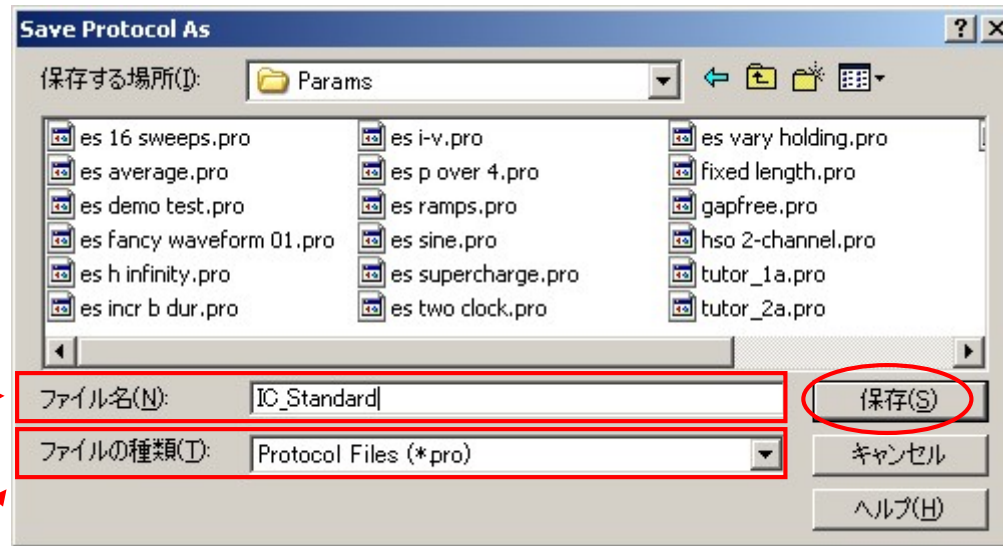 Save Protocol As
保存する場所(I): Params
es 16 sweeps.pro es i-v.pro es vary holding.pro
es average.pro es p over 4.pro fixed length.pro
es demo test.pro es ramps.pro gapfree.pro
es fancy waveform 01.pro es sine.pro hso 2-channel.pro
es h infinity.pro es supercharge.pro tutor_1a.pro
es incr b dur.pro es two clock.pro tutor_2a.pro
ファイル名(N): IC_Standard 保存(S)
ファイルの種類(T): Protocol Files (*.pro) キャンセル
ヘルプ(H)